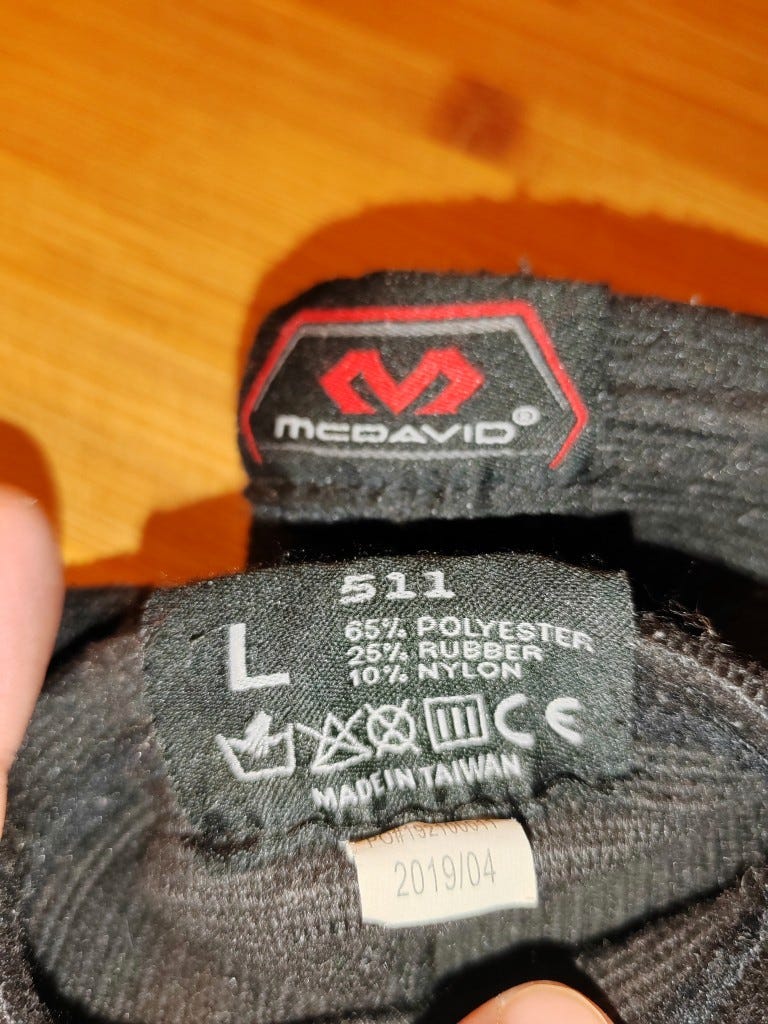 McDAVID®
511
L
65% POLYESTER
25% RUBBER
10% NYLON
CE
MADE IN TAIWAN
2019/04